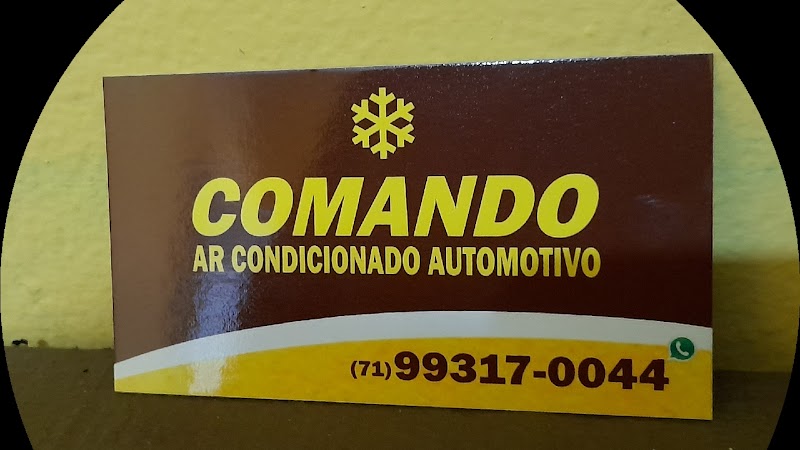 COMANDO
AR CONDICIONADO AUTOMOTIVO
(71) 99317-0044